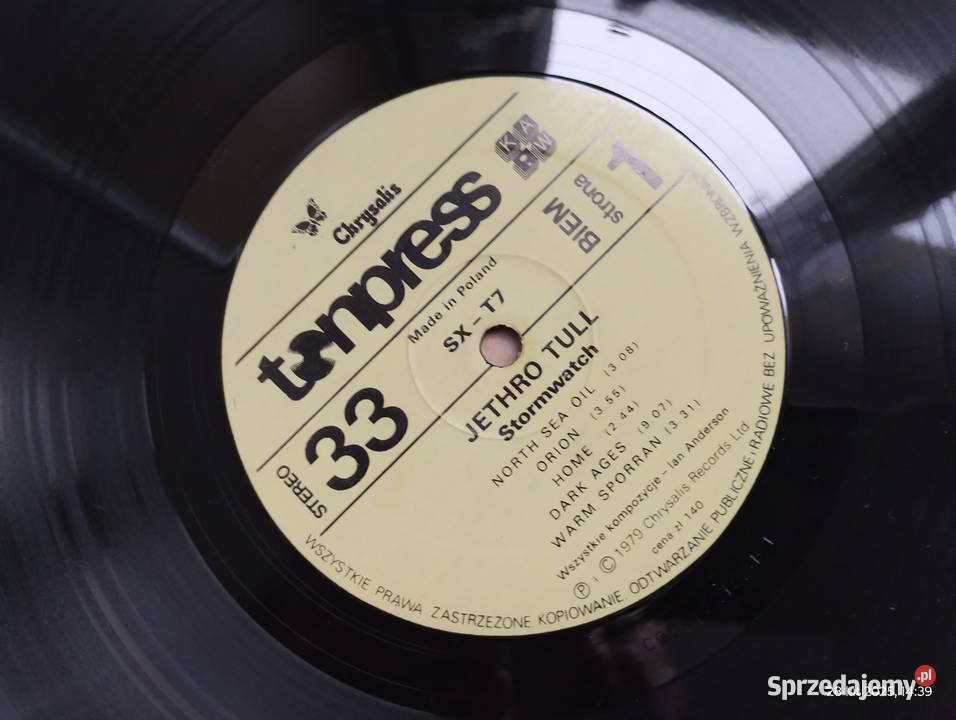 Chrysalis
tonpress
KAW
Made in Poland
SX-T7
BIEM
strona
1
33
STEREO
JETHRO TULL
Stormwatch
NORTH SEA OIL (3.08)
ORION (3.55)
HOME (2.44)
DARK AGES (9.07)
WARM SPORRAN (3.31)
Wszystkie kompozycje – Ian Anderson
Ⓟ i © 1979 Chrysalis Records Ltd
cena zł 140
WSZYSTKIE PRAWA ZASTRZEŻONE. KOPIOWANIE, ODTWARZANIE PUBLICZNE i RADIOWE BEZ UPOWAŻNIENIA WZBRONIONE
Sprzedajemy.pl